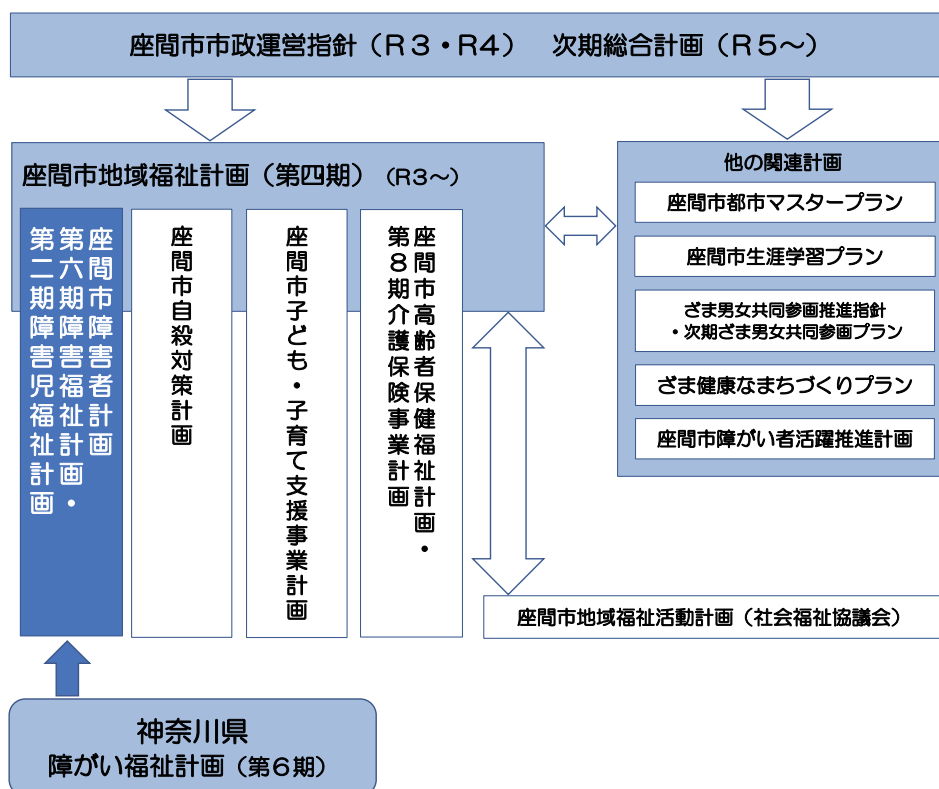 座間市市政運営指針（Ｒ３・Ｒ４）　次期総合計画（Ｒ５～）
座間市地域福祉計画（第四期）（R3～）
座間市障害者計画
第六期障害福祉計画・
第二期障害児福祉計画
座間市自殺対策計画
座間市子ども・子育て支援事業計画
座間市高齢者保健福祉計画・
第８期介護保険事業計画
他の関連計画
座間市都市マスタープラン
座間市生涯学習プラン
ざま男女共同参画推進指針
・次期ざま男女共同参画プラン
ざま健康なまちづくりプラン
座間市障がい者活躍推進計画
座間市地域福祉活動計画（社会福祉協議会）
神奈川県
障がい福祉計画（第６期）